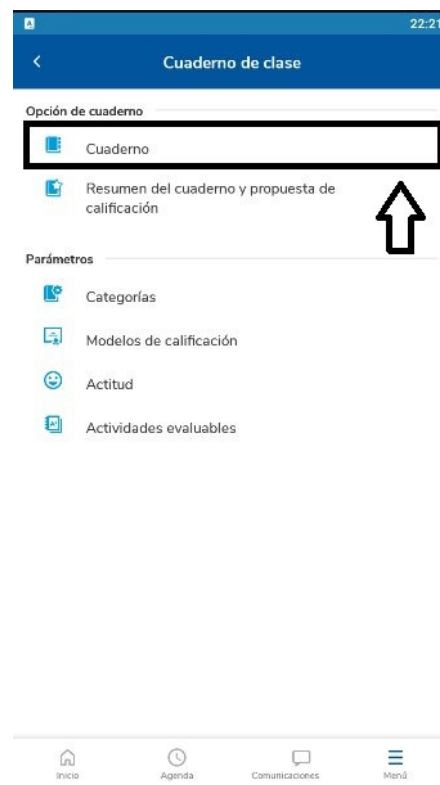 22:21
Cuaderno de clase
Opción de cuaderno
Cuaderno
Resumen del cuaderno y propuesta de
calificación
Parámetros
Categorías
Modelos de calificación
Actitud
Actividades evaluables
Inicio
Agenda
Comunicaciones
Menú